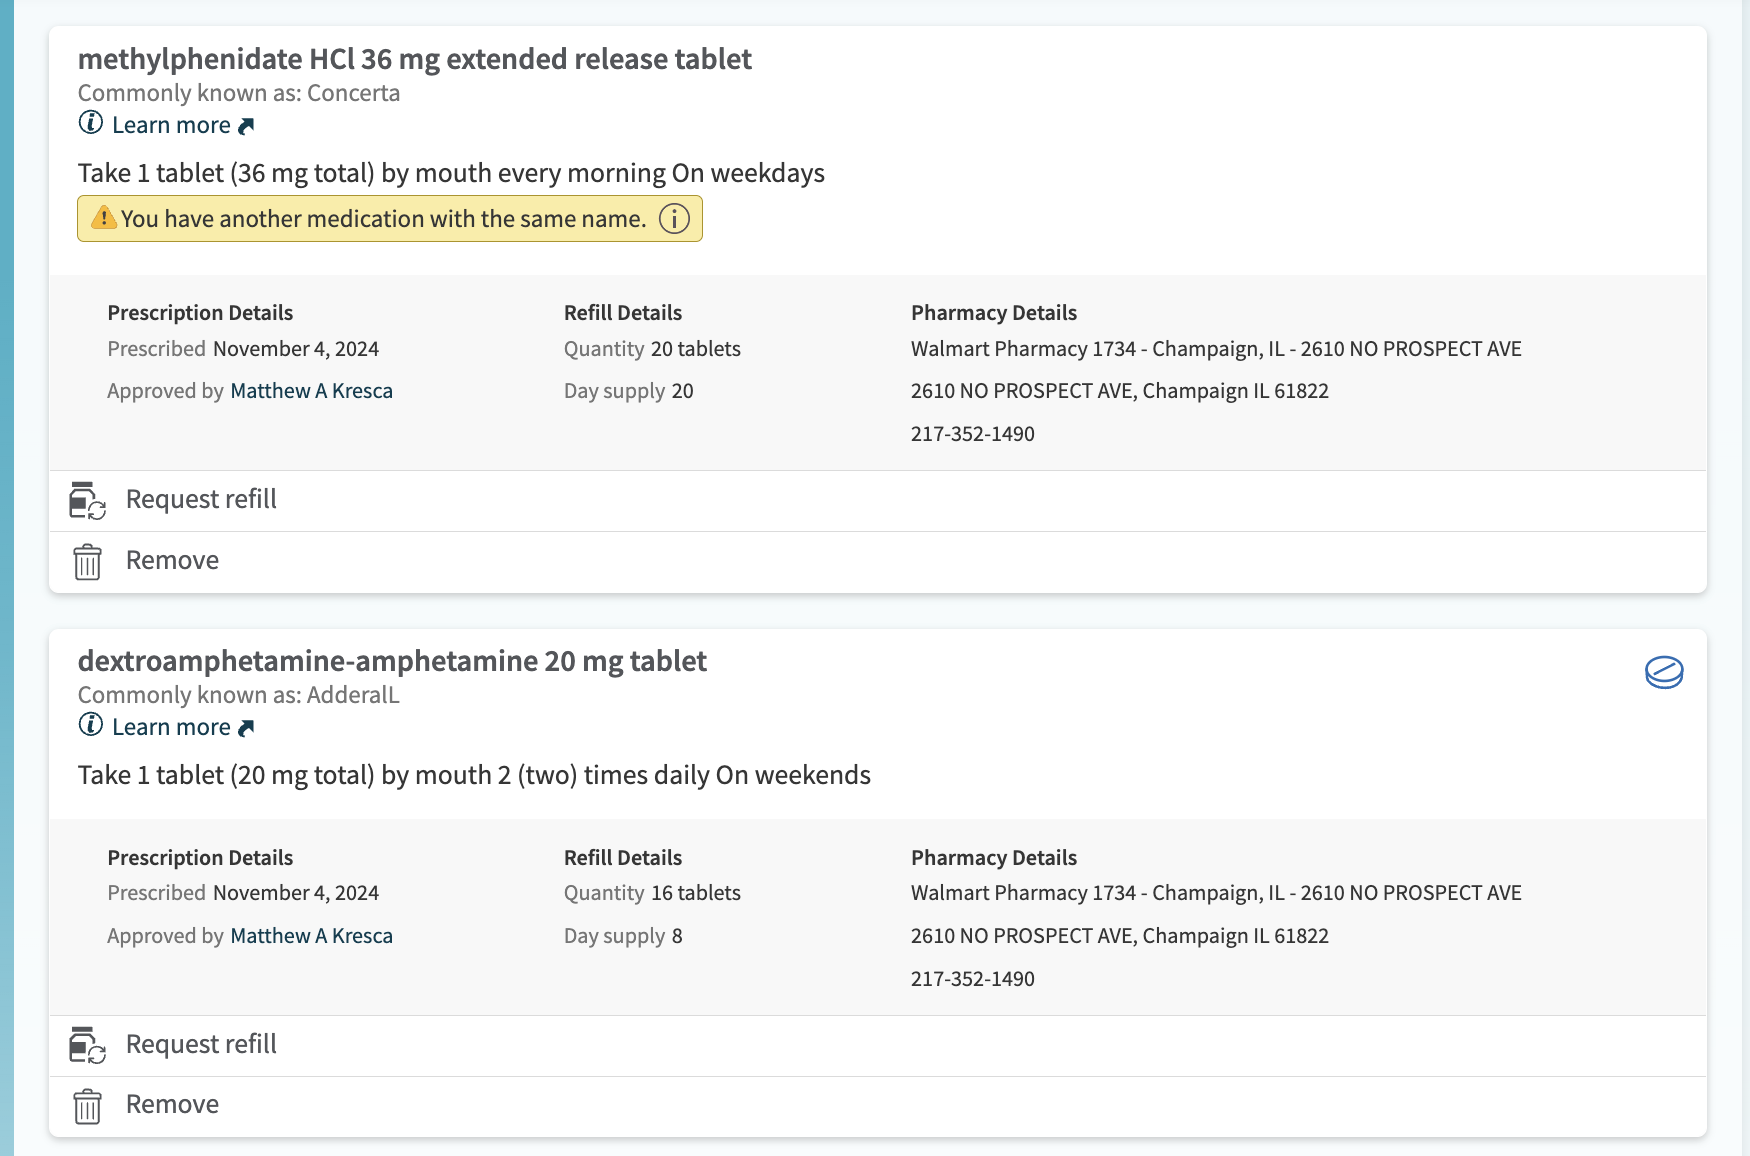 methylphenidate HCl 36 mg extended release tablet
Commonly known as: Concerta
Learn more
Take 1 tablet (36 mg total) by mouth every morning On weekdays
You have another medication with the same name.
Prescription Details
Prescribed November 4, 2024
Approved by Matthew A Kresca
Refill Details
Quantity 20 tablets
Day supply 20
Pharmacy Details
Walmart Pharmacy 1734 - Champaign, IL - 2610 NO PROSPECT AVE
2610 NO PROSPECT AVE, Champaign IL 61822
217-352-1490
Request refill
Remove
dextroamphetamine-amphetamine 20 mg tablet
Commonly known as: AdderalL
Learn more
Take 1 tablet (20 mg total) by mouth 2 (two) times daily On weekends
Prescription Details
Prescribed November 4, 2024
Approved by Matthew A Kresca
Refill Details
Quantity 16 tablets
Day supply 8
Pharmacy Details
Walmart Pharmacy 1734 - Champaign, IL - 2610 NO PROSPECT AVE
2610 NO PROSPECT AVE, Champaign IL 61822
217-352-1490
Request refill
Remove